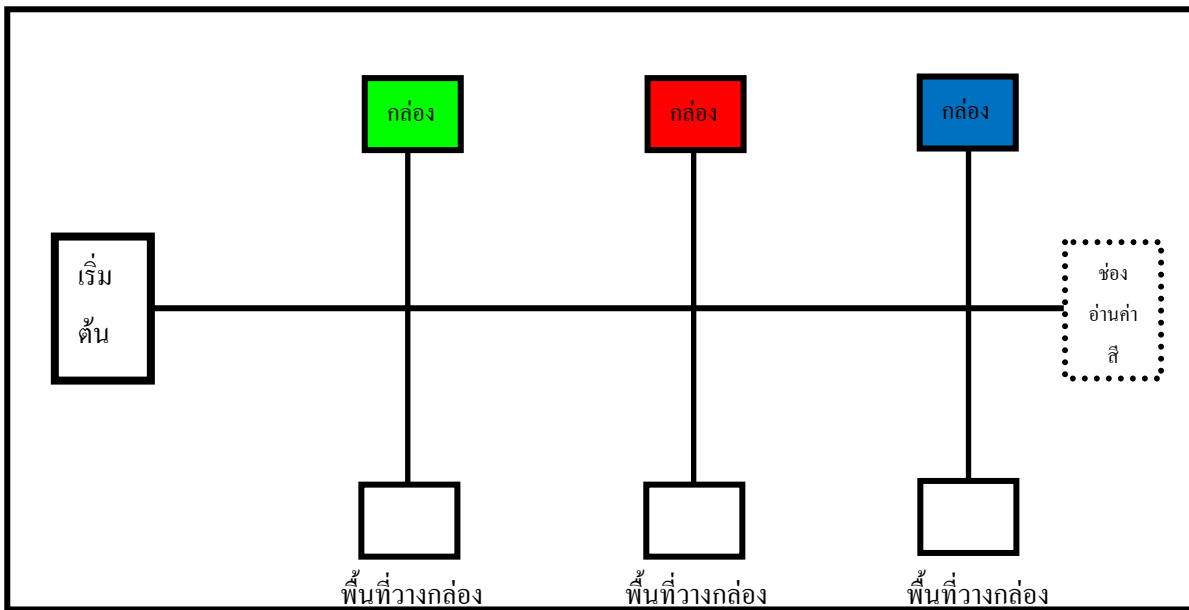 กล่อง
กล่อง
กล่อง
เริ่ม
ต้น
ช่อง
อ่านค่า
สี
พื้นที่วางกล่อง
พื้นที่วางกล่อง
พื้นที่วางกล่อง